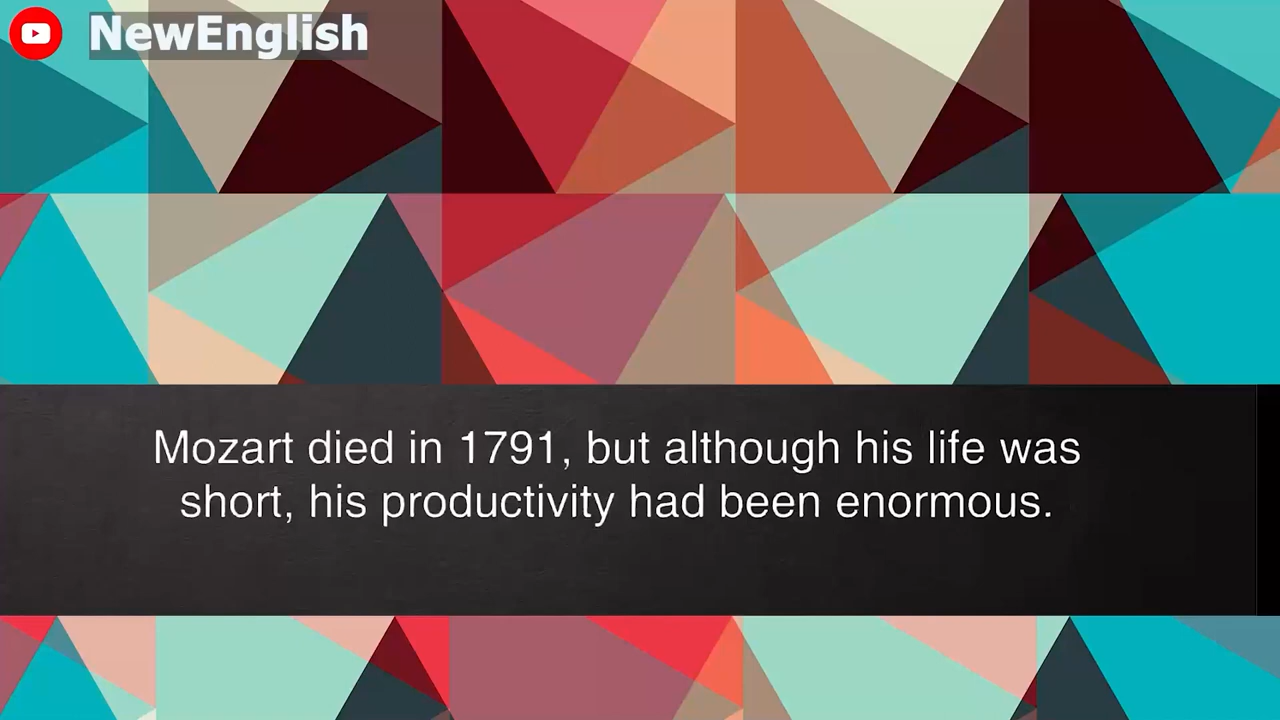 NewEnglish
Mozart died in 1791, but although his life was
short, his productivity had been enormous.